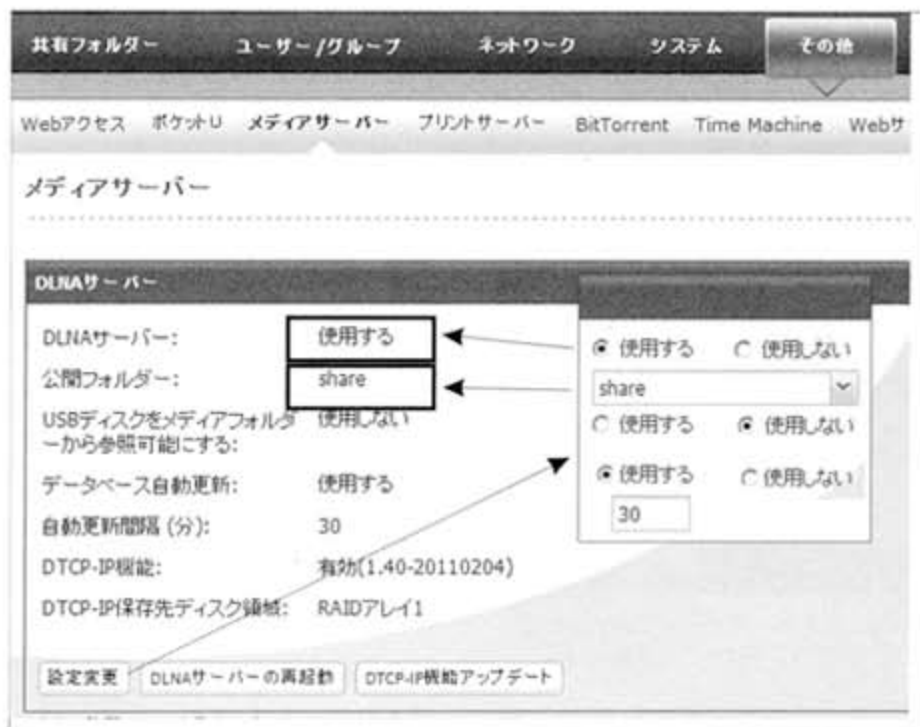 共有フォルダー ユーザー/グループ ネットワーク システム その他
Webアクセス ポケットU メディアサーバー プリントサーバー BitTorrent Time Machine Webサ
メディアサーバー
DLNAサーバー
DLNAサーバー: 使用する
公開フォルダー: share
USBディスクをメディアフォルダ 使用しない
ーから参照可能にする:
データベース自動更新: 使用する
自動更新間隔 (分): 30
DTCP-IP機能: 有効(1.40-20110204)
DTCP-IP保存先ディスク領域: RAIDアレイ1
設定変更 DLNAサーバーの再起動 DTCP-IP機能アップデート
使用する 使用しない
share
使用する 使用しない
使用する 使用しない
30